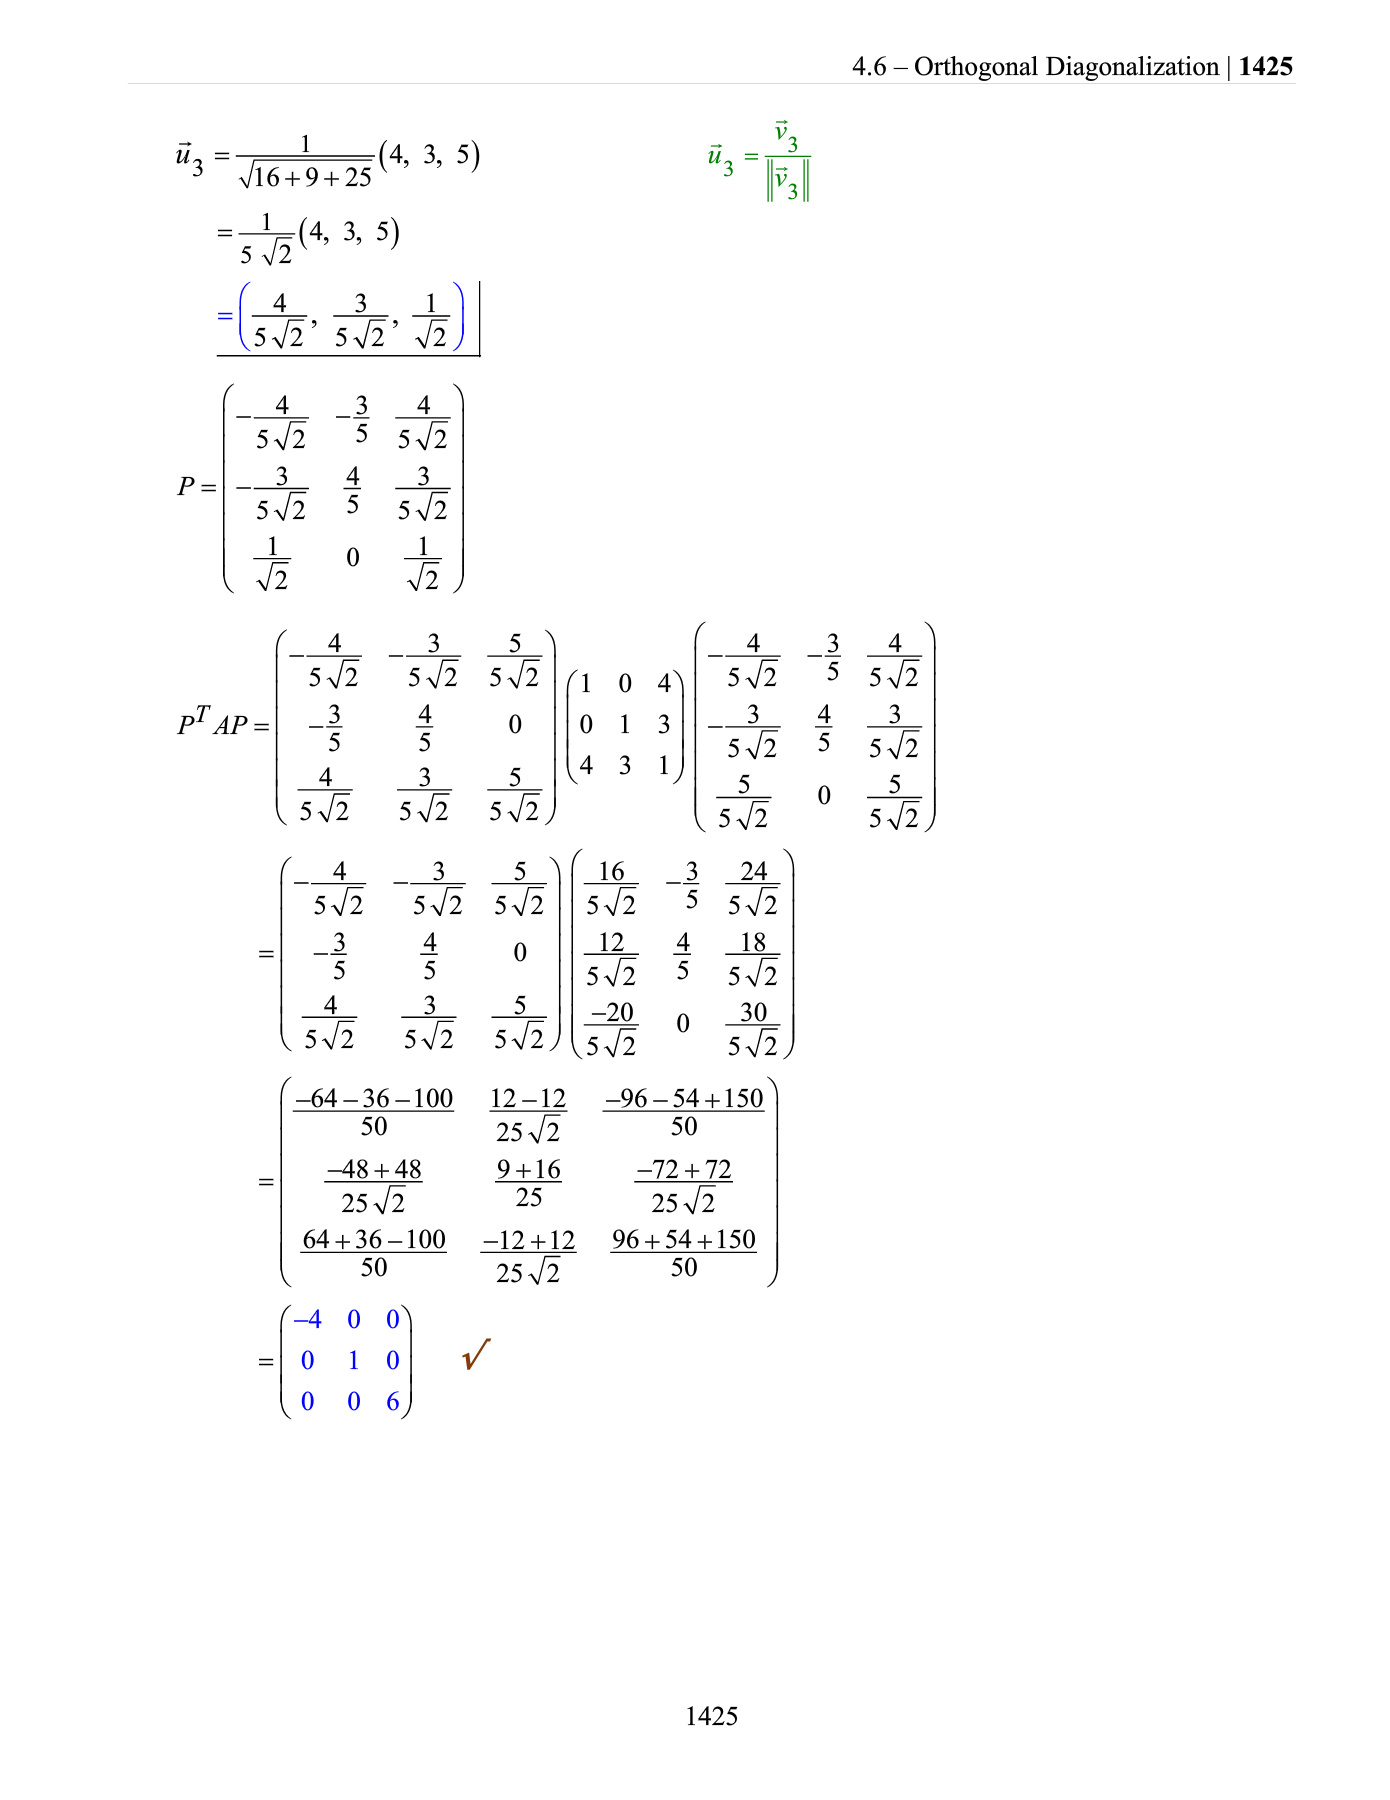 4.6 – Orthogonal Diagonalization | 1425
$\vec{u}_3 = \frac{1}{\sqrt{16+9+25}}(4,\ 3,\ 5)$ $\vec{u}_3 = \frac{\vec{v}_3}{\|\vec{v}_3\|}$
$= \frac{1}{5\sqrt{2}}(4,\ 3,\ 5)$
$= \left(\frac{4}{5\sqrt{2}},\ \frac{3}{5\sqrt{2}},\ \frac{1}{\sqrt{2}}\right)$
$P = \begin{pmatrix} -\frac{4}{5\sqrt{2}} & -\frac{3}{5} & \frac{4}{5\sqrt{2}} \\ -\frac{3}{5\sqrt{2}} & \frac{4}{5} & \frac{3}{5\sqrt{2}} \\ \frac{1}{\sqrt{2}} & 0 & \frac{1}{\sqrt{2}} \end{pmatrix}$
$P^T AP = \begin{pmatrix} -\frac{4}{5\sqrt{2}} & -\frac{3}{5\sqrt{2}} & \frac{5}{5\sqrt{2}} \\ -\frac{3}{5} & \frac{4}{5} & 0 \\ \frac{4}{5\sqrt{2}} & \frac{3}{5\sqrt{2}} & \frac{5}{5\sqrt{2}} \end{pmatrix} \begin{pmatrix} 1 & 0 & 4 \\ 0 & 1 & 3 \\ 4 & 3 & 1 \end{pmatrix} \begin{pmatrix} -\frac{4}{5\sqrt{2}} & -\frac{3}{5} & \frac{4}{5\sqrt{2}} \\ -\frac{3}{5\sqrt{2}} & \frac{4}{5} & \frac{3}{5\sqrt{2}} \\ \frac{5}{5\sqrt{2}} & 0 & \frac{5}{5\sqrt{2}} \end{pmatrix}$
$= \begin{pmatrix} -\frac{4}{5\sqrt{2}} & -\frac{3}{5\sqrt{2}} & \frac{5}{5\sqrt{2}} \\ -\frac{3}{5} & \frac{4}{5} & 0 \\ \frac{4}{5\sqrt{2}} & \frac{3}{5\sqrt{2}} & \frac{5}{5\sqrt{2}} \end{pmatrix} \begin{pmatrix} \frac{16}{5\sqrt{2}} & -\frac{3}{5} & \frac{24}{5\sqrt{2}} \\ \frac{12}{5\sqrt{2}} & \frac{4}{5} & \frac{18}{5\sqrt{2}} \\ \frac{-20}{5\sqrt{2}} & 0 & \frac{30}{5\sqrt{2}} \end{pmatrix}$
$= \begin{pmatrix} \frac{-64-36-100}{50} & \frac{12-12}{25\sqrt{2}} & \frac{-96-54+150}{50} \\ \frac{-48+48}{25\sqrt{2}} & \frac{9+16}{25} & \frac{-72+72}{25\sqrt{2}} \\ \frac{64+36-100}{50} & \frac{-12+12}{25\sqrt{2}} & \frac{96+54+150}{50} \end{pmatrix}$
$= \begin{pmatrix} -4 & 0 & 0 \\ 0 & 1 & 0 \\ 0 & 0 & 6 \end{pmatrix}$ √
1425